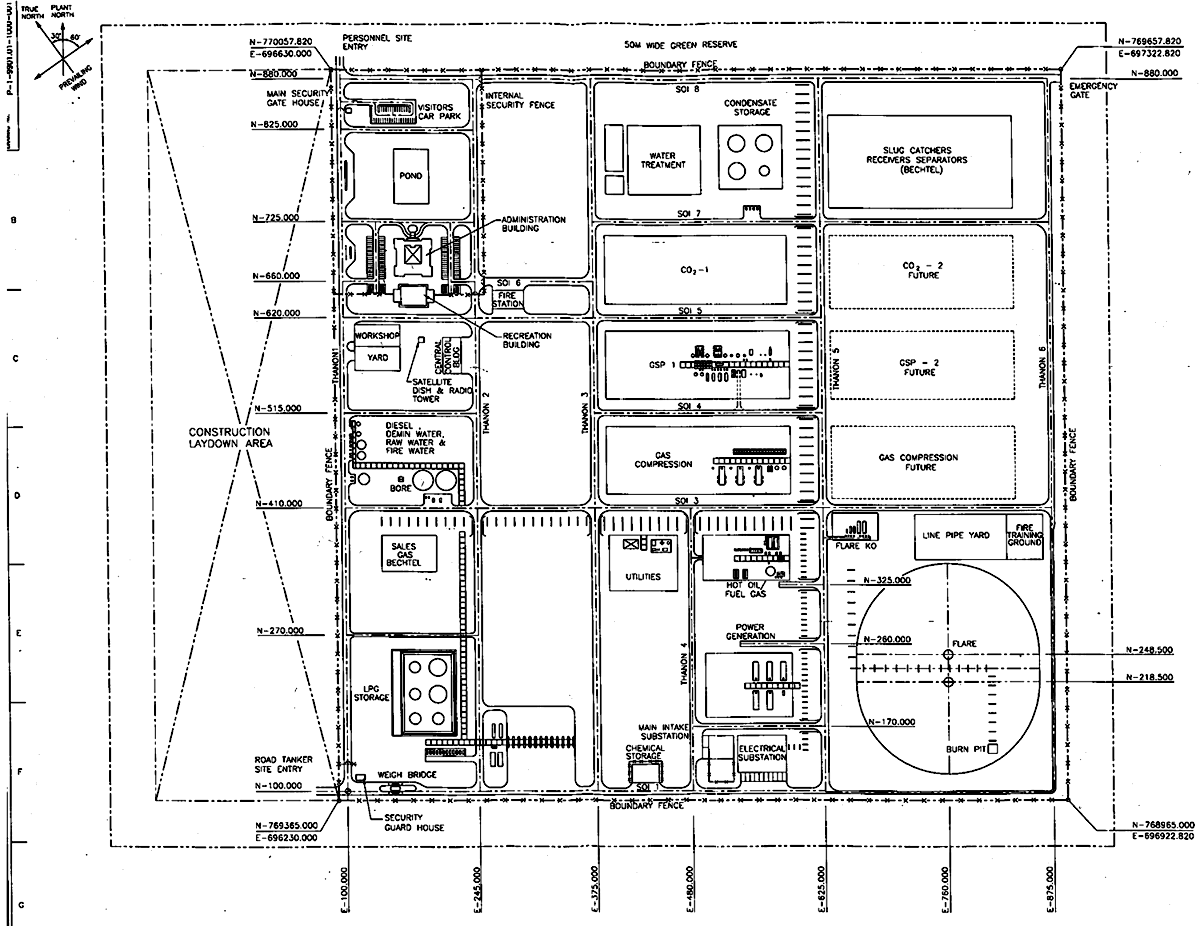 TRUE
NORTH
PLANT
NORTH
30°
60°
PREVAILING
WIND
N-770057.820
E-696630.000
PERSONNEL SITE
ENTRY
50M WIDE GREEN RESERVE
N-769657.820
E-697322.820
N-880.000
BOUNDARY FENCE
N-880.000
MAIN SECURITY
GATE HOUSE
VISITORS
CAR PARK
INTERNAL
SECURITY FENCE
SOI 8
EMERGENCY
GATE
CONDENSATE
STORAGE
N-825.000
WATER
TREATMENT
SLUG CATCHERS
RECEIVERS SEPARATORS
(BECHTEL)
POND
B
N-725.000
SOI 7
ADMINISTRATION
BUILDING
CO2-1
CO2 - 2
FUTURE
N-660.000
SOI 6
FIRE
STATION
N-620.000
SOI 5
RECREATION
BUILDING
WORKSHOP
YARD
CENTRAL
CONTROL
BLDG
C
THANON1
GSP 1
GSP - 2
FUTURE
THANON 5
THANON 6
SATELLITE
DISH & RADIO
TOWER
THANON 2
THANON 3
N-515.000
SOI 4
CONSTRUCTION
LAYDOWN AREA
DIESEL
DEMIN WATER,
RAW WATER &
FIRE WATER
GAS
COMPRESSION
GAS COMPRESSION
FUTURE
BOUNDARY FENCE
BOUNDARY FENCE
BORE
D
N-410.000
SOI 3
SALES
GAS
BECHTEL
UTILITIES
FLARE KO
LINE PIPE YARD
FIRE
TRAINING
GROUND
HOT OIL
FUEL GAS
N-325.000
E
N-270.000
POWER
GENERATION
N-260.000
FLARE
N-248.500
THANON 4
N-218.500
LPG
STORAGE
MAIN INTAKE
SUBSTATION
N-170.000
CHEMICAL
STORAGE
ELECTRICAL
SUBSTATION
BURN PIT
ROAD TANKER
SITE ENTRY
F
WEIGH BRIDGE
N-100.000
SOI
BOUNDARY FENCE
SECURITY
GUARD HOUSE
N-769365.000
E-696230.000
N-768965.000
E-696922.820
E-100.000
E-245.000
E-375.000
E-480.000
E-625.000
E-760.000
E-875.000
G